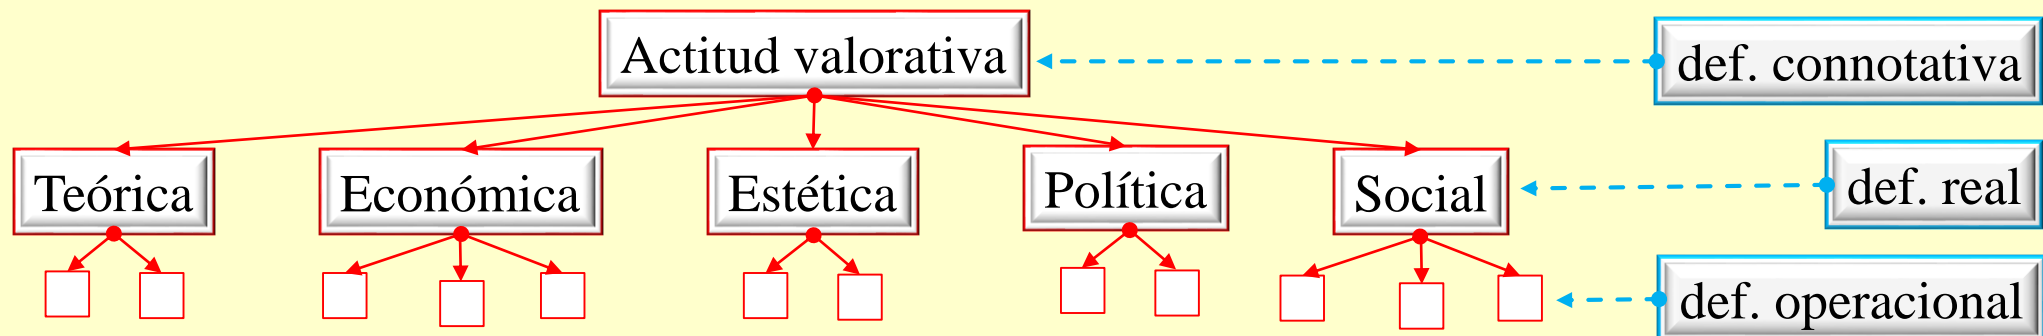 Actitud valorativa
def. connotativa
Teórica
Económica
Estética
Política
Social
def. real
def. operacional